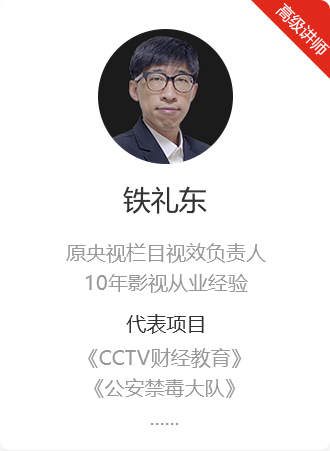 高级讲师
铁礼东
原央视栏目视效负责人
10年影视从业经验
代表项目
《CCTV财经教育》
《公安禁毒大队》
......